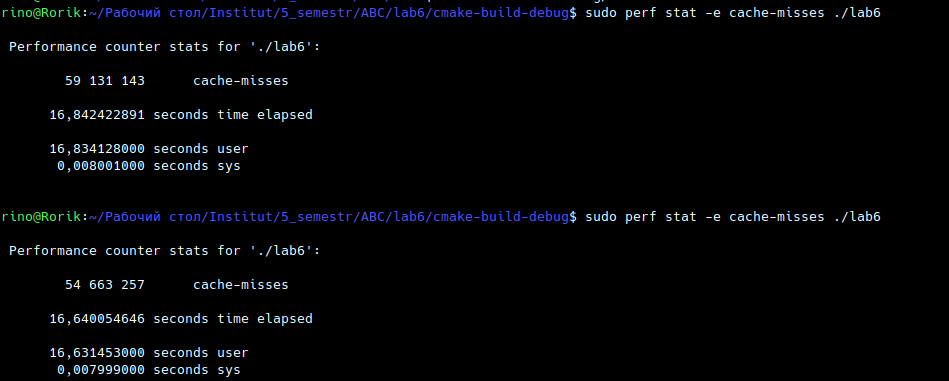 rino@Rorik:~/Рабочий стол/Institut/5_semestr/ABC/lab6/cmake-build-debug$ sudo perf stat -e cache-misses ./lab6
Performance counter stats for './lab6':
59 131 143 cache-misses
16,842422891 seconds time elapsed
16,834128000 seconds user
0,008001000 seconds sys
rino@Rorik:~/Рабочий стол/Institut/5_semestr/ABC/lab6/cmake-build-debug$ sudo perf stat -e cache-misses ./lab6
Performance counter stats for './lab6':
54 663 257 cache-misses
16,640054646 seconds time elapsed
16,631453000 seconds user
0,007999000 seconds sys